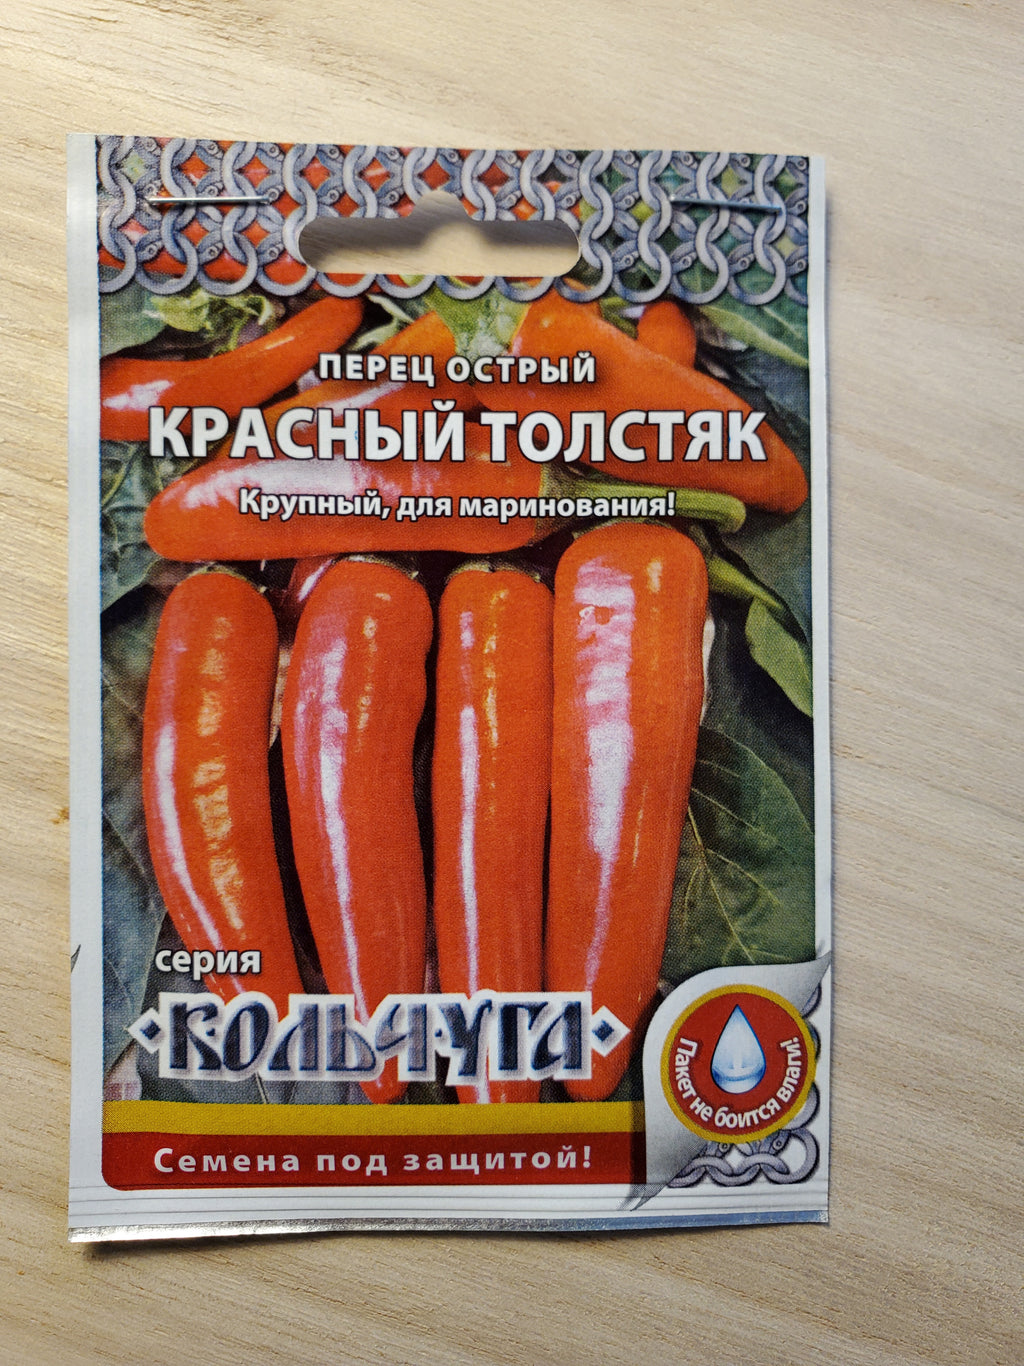 ПЕРЕЦ ОСТРЫЙ
КРАСНЫЙ ТОЛСТЯК
Крупный, для маринования!
серия
КОЛЬЧУГА
Пакет не боится влаги!
Семена под защитой!